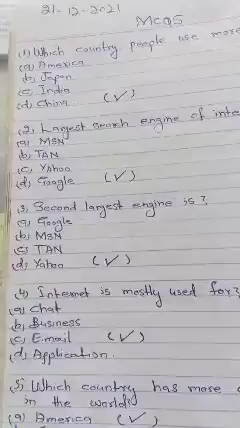 21-12-2021
MCQS
(1) Which country people use more
(a) America
(b) Japan
(c) India
(d) China (✓)
(2) Largest search engine of inte
(a) MSN
(b) TAN
(c) YAhoo
(d) Google (✓)
(3) Second largest engine is?
(a) Google
(b) MSN
(c) TAN
(d) Yahoo (✓)
(4) Internet is mostly used for?
(a) chat
(b) Business
(c) E.mail (✓)
(d) Application.
(5) Which country has more
in the world?
(a) America (✓)